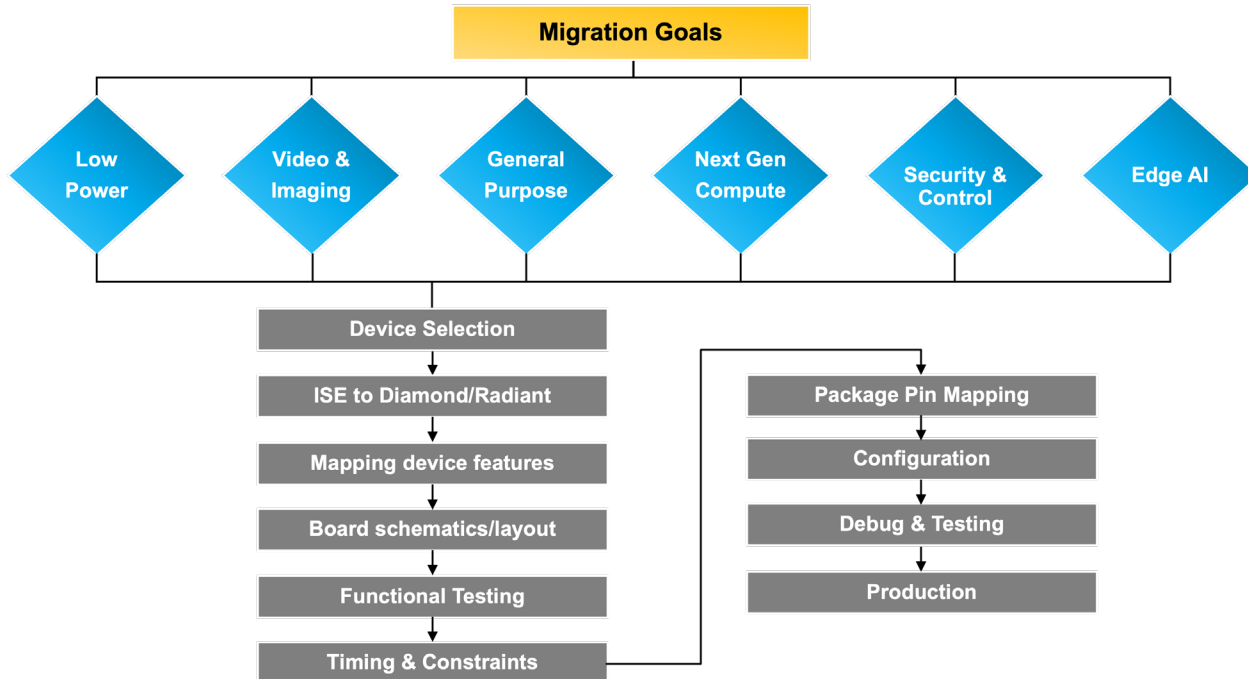 Migration Goals
Low
Power
Video &
Imaging
General
Purpose
Next Gen
Compute
Security &
Control
Edge AI
Device Selection
ISE to Diamond/Radiant
Mapping device features
Board schematics/layout
Functional Testing
Timing & Constraints
Package Pin Mapping
Configuration
Debug & Testing
Production